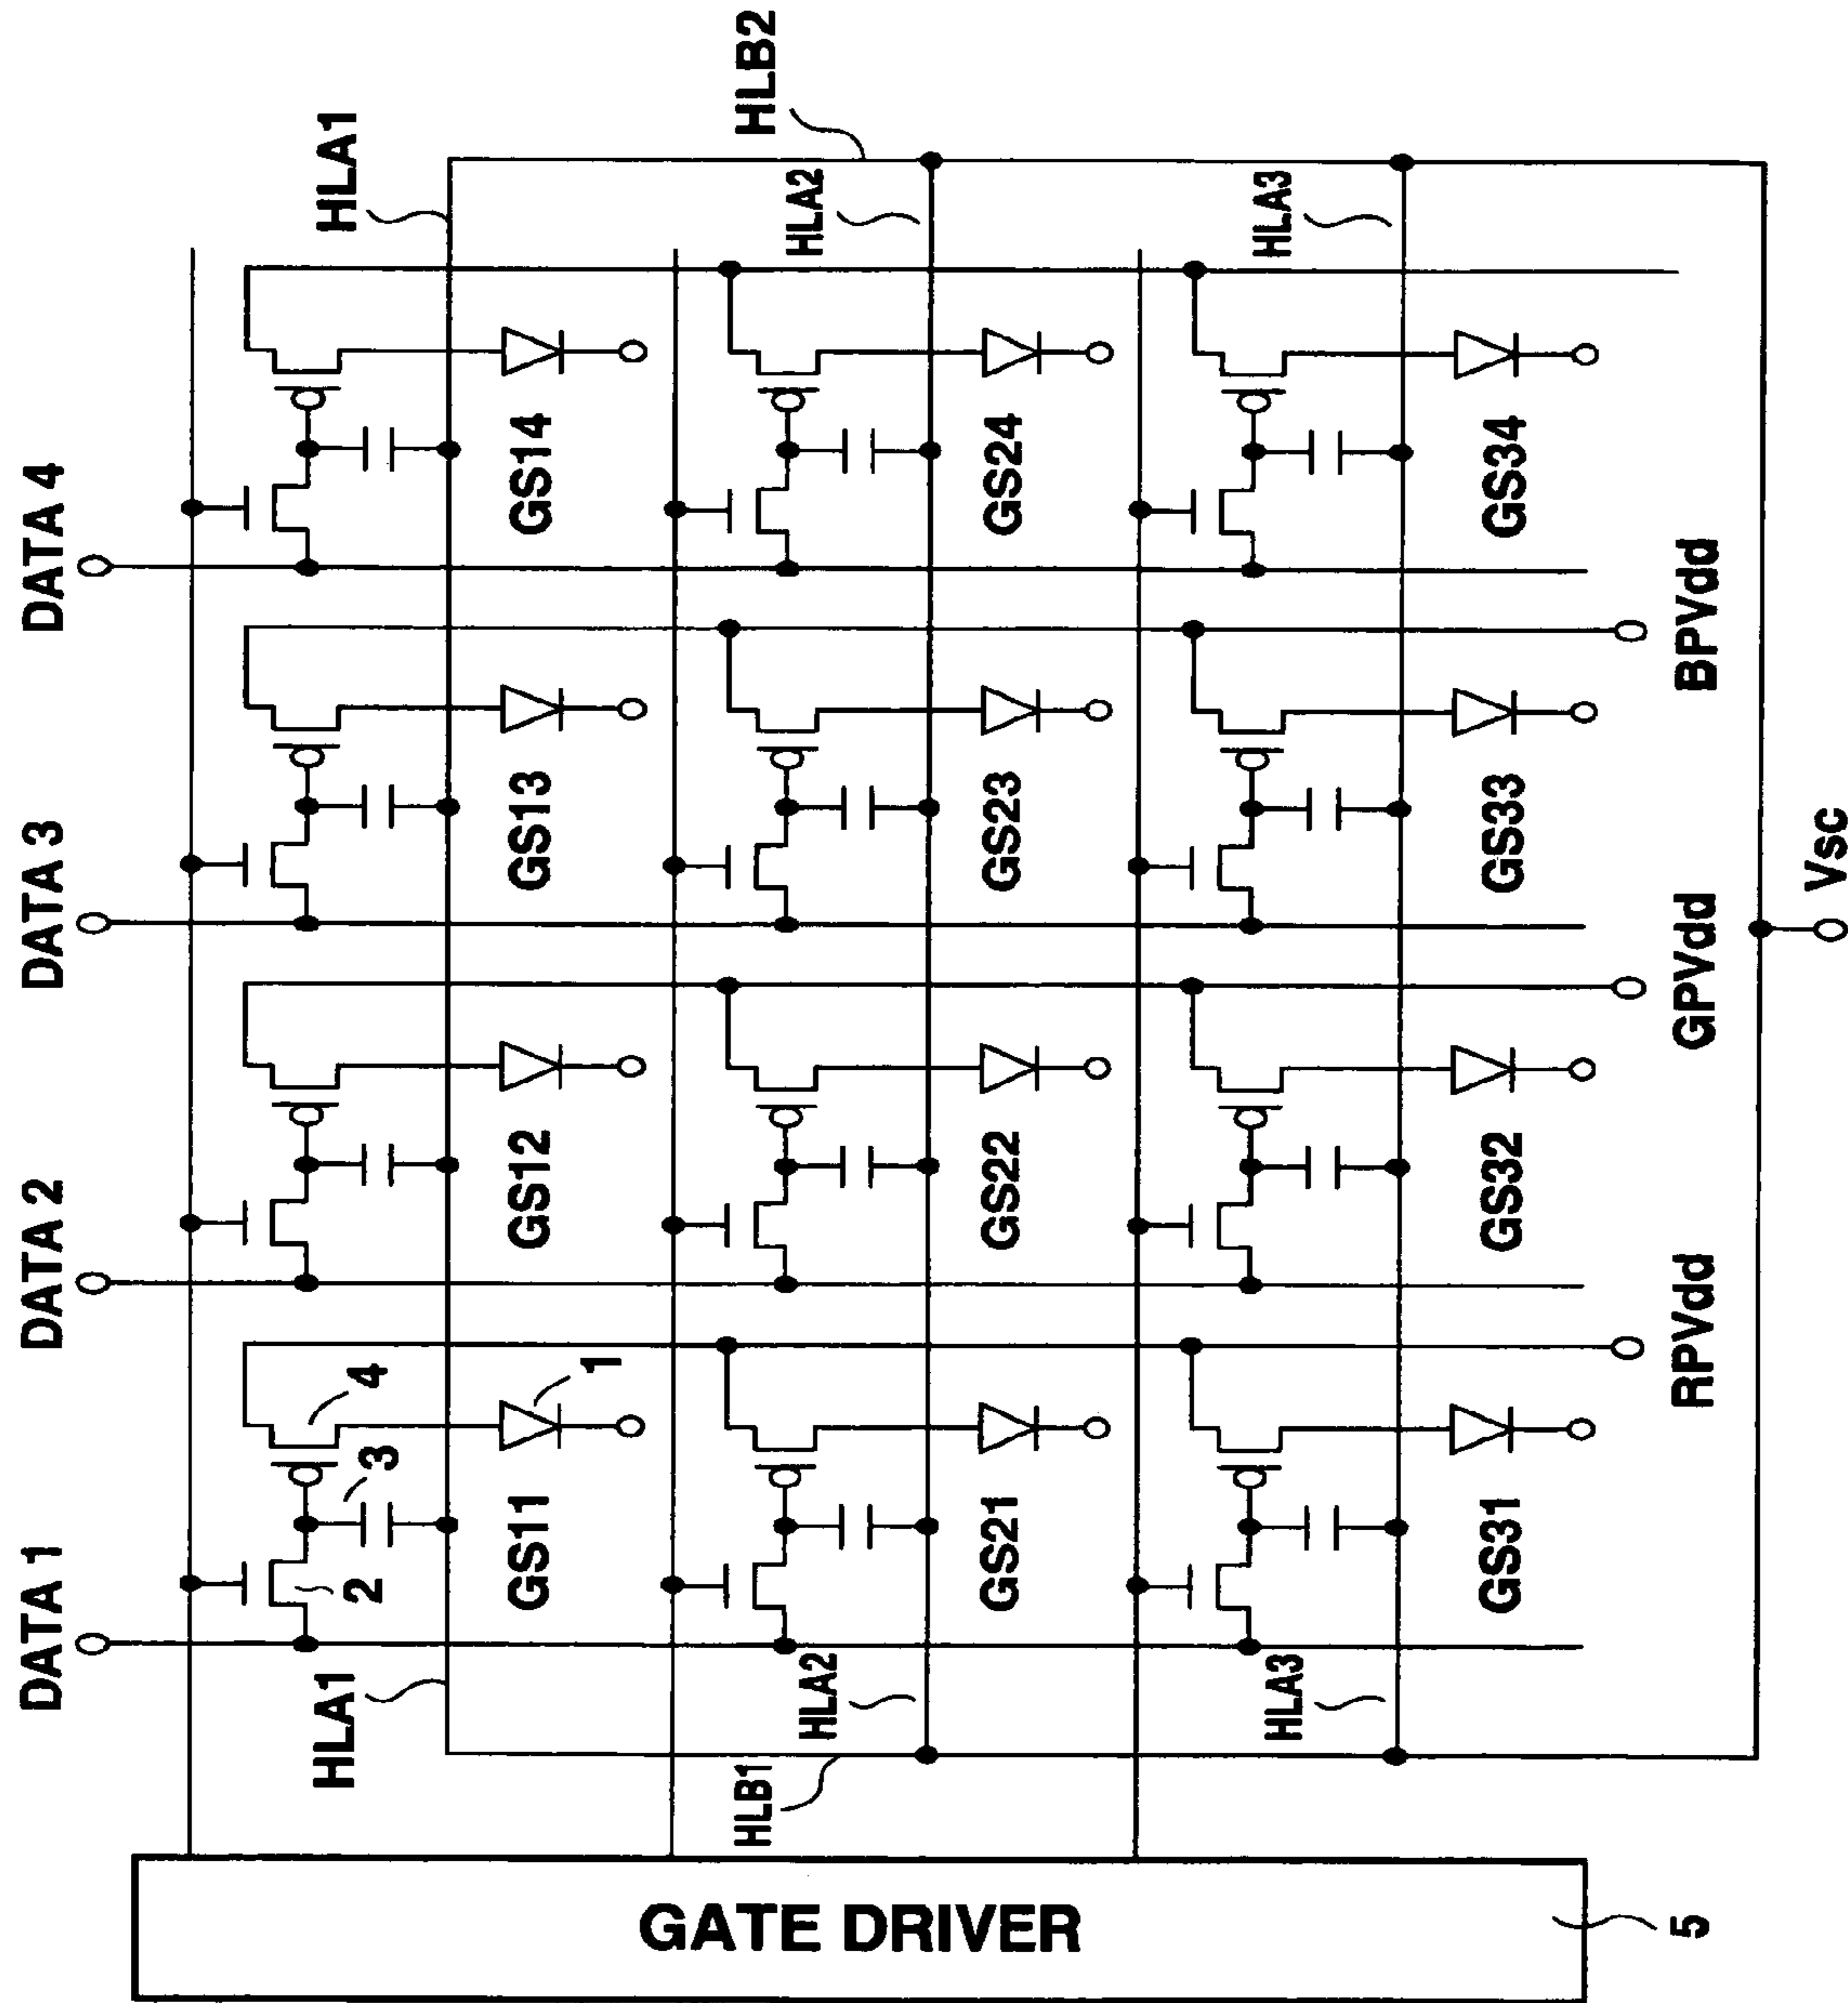 DATA 1
DATA 2
DATA 3
DATA 4
HLA1
HLA1
2
3
4
1
GS11
GS12
GS13
GS14
HLB1
HLB2
HLA2
HLA2
GS21
GS22
GS23
GS24
HLA3
HLA3
GS31
GS32
GS33
GS34
GATE DRIVER
5
RPVdd
GPVdd
BPVdd
Vsc